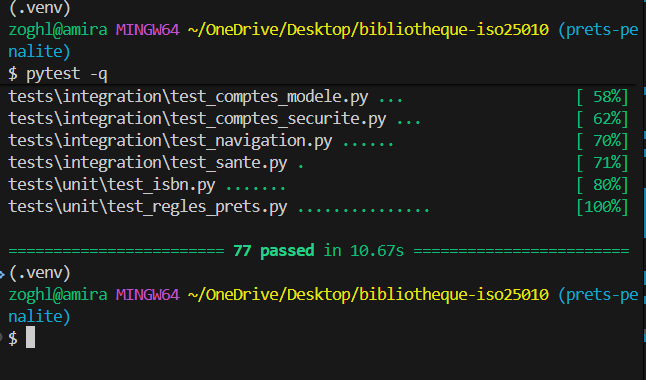 (.venv)
zoghl@amira MINGW64 ~/OneDrive/Desktop/bibliotheque-iso25010 (prets-pe
nalite)
$ pytest -q
tests\integration\test_comptes_modele.py ... [ 58%]
tests\integration\test_comptes_securite.py ... [ 62%]
tests\integration\test_navigation.py ...... [ 70%]
tests\integration\test_sante.py . [ 71%]
tests\unit\test_isbn.py ....... [ 80%]
tests\unit\test_regles_prets.py ............... [100%]
======================== 77 passed in 10.67s ========================
(.venv)
zoghl@amira MINGW64 ~/OneDrive/Desktop/bibliotheque-iso25010 (prets-pe
nalite)
$